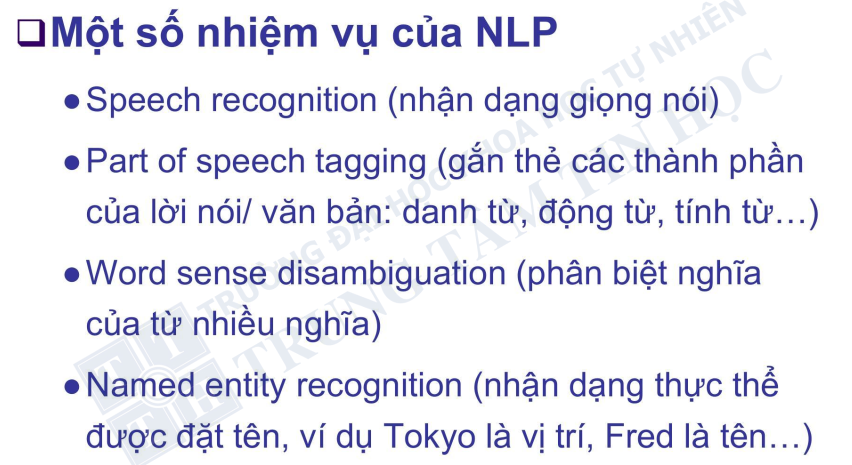 ❑Một số nhiệm vụ của NLP
●Speech recognition (nhận dạng giọng nói)
●Part of speech tagging (gắn thẻ các thành phần
của lời nói/ văn bản: danh từ, động từ, tính từ…)
●Word sense disambiguation (phân biệt nghĩa
của từ nhiều nghĩa)
●Named entity recognition (nhận dạng thực thể
được đặt tên, ví dụ Tokyo là vị trí, Fred là tên…)
TRƯỜNG ĐẠI HỌC KHOA HỌC TỰ NHIÊN
TRUNG TÂM TIN HỌC